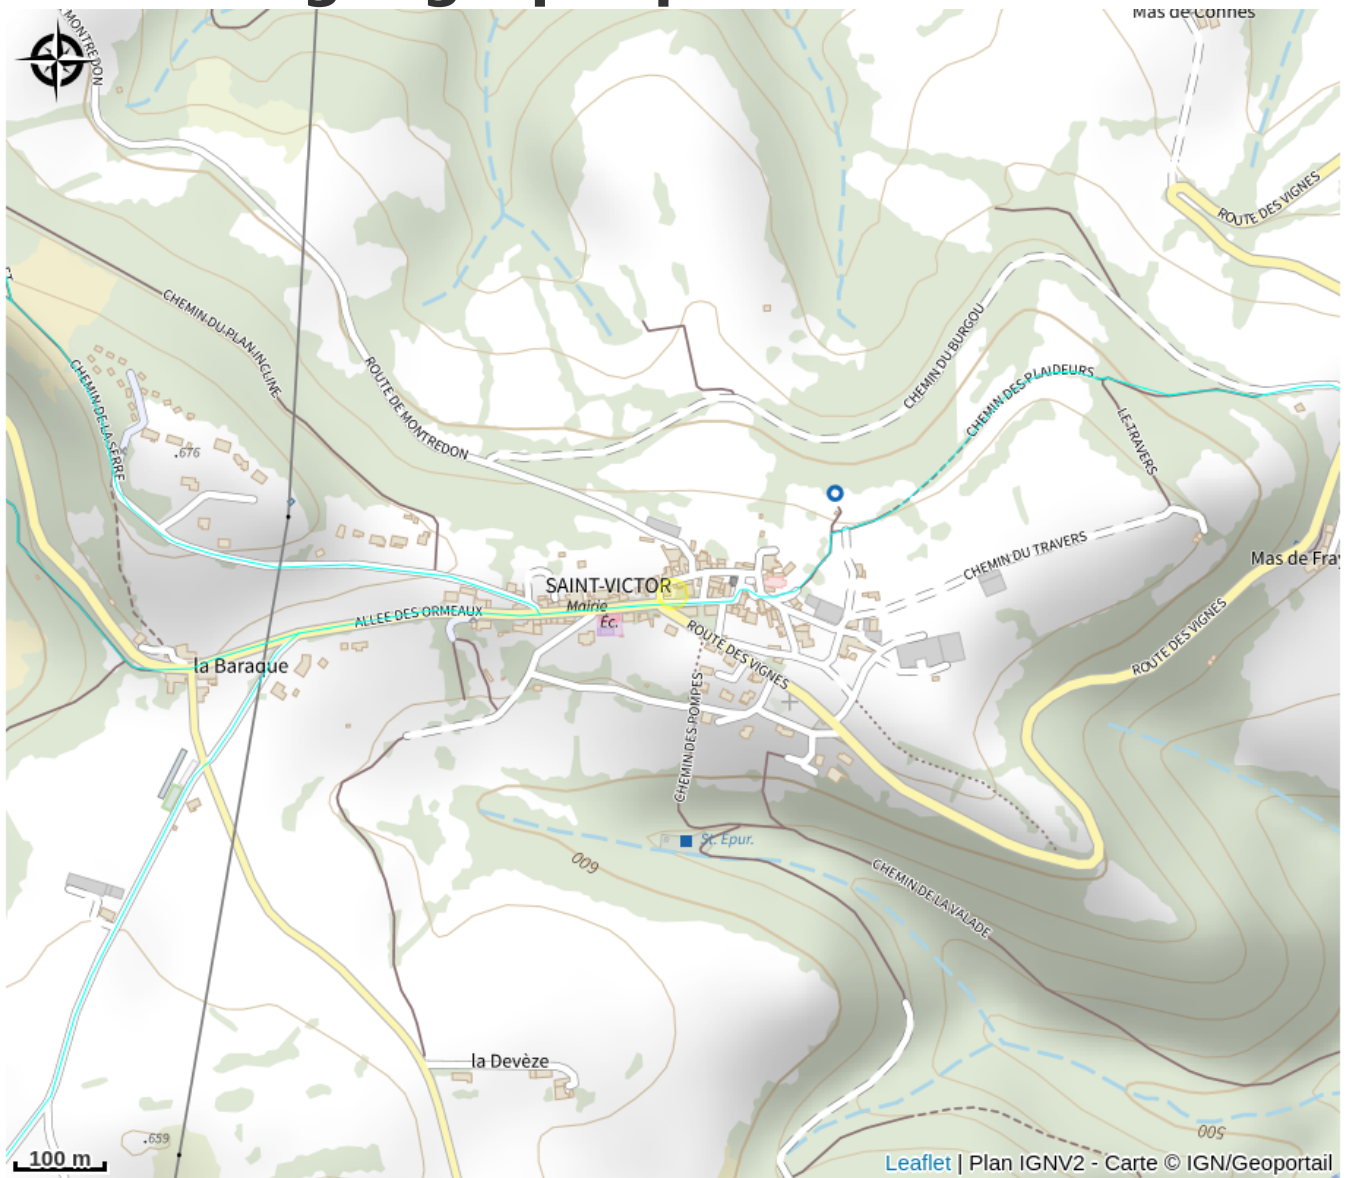 Mas de Connes
MONTREDON
ROUTE DES VIGNES
CHEMIN DU PLAN INCLINE
CHEMIN DU BURGOU
CHEMIN DE LA SERRE
ROUTE DE MONTREDON
CHEMIN DES PLAIDEURS
LE TRAVERS
.676
CHEMIN DU TRAVERS
Mas de Fray
SAINT-VICTOR
Mairie
ALLEE DES ORMEAUX
Éc.
ROUTE DES VIGNES
ROUTE DES VIGNES
la Baraque
CHEMIN DES POMPES
St. Epur.
600
CHEMIN DE LA VALADE
la Devèze
500
.659
100 m
Leaflet | Plan IGNV2 - Carte © IGN/Geoportail